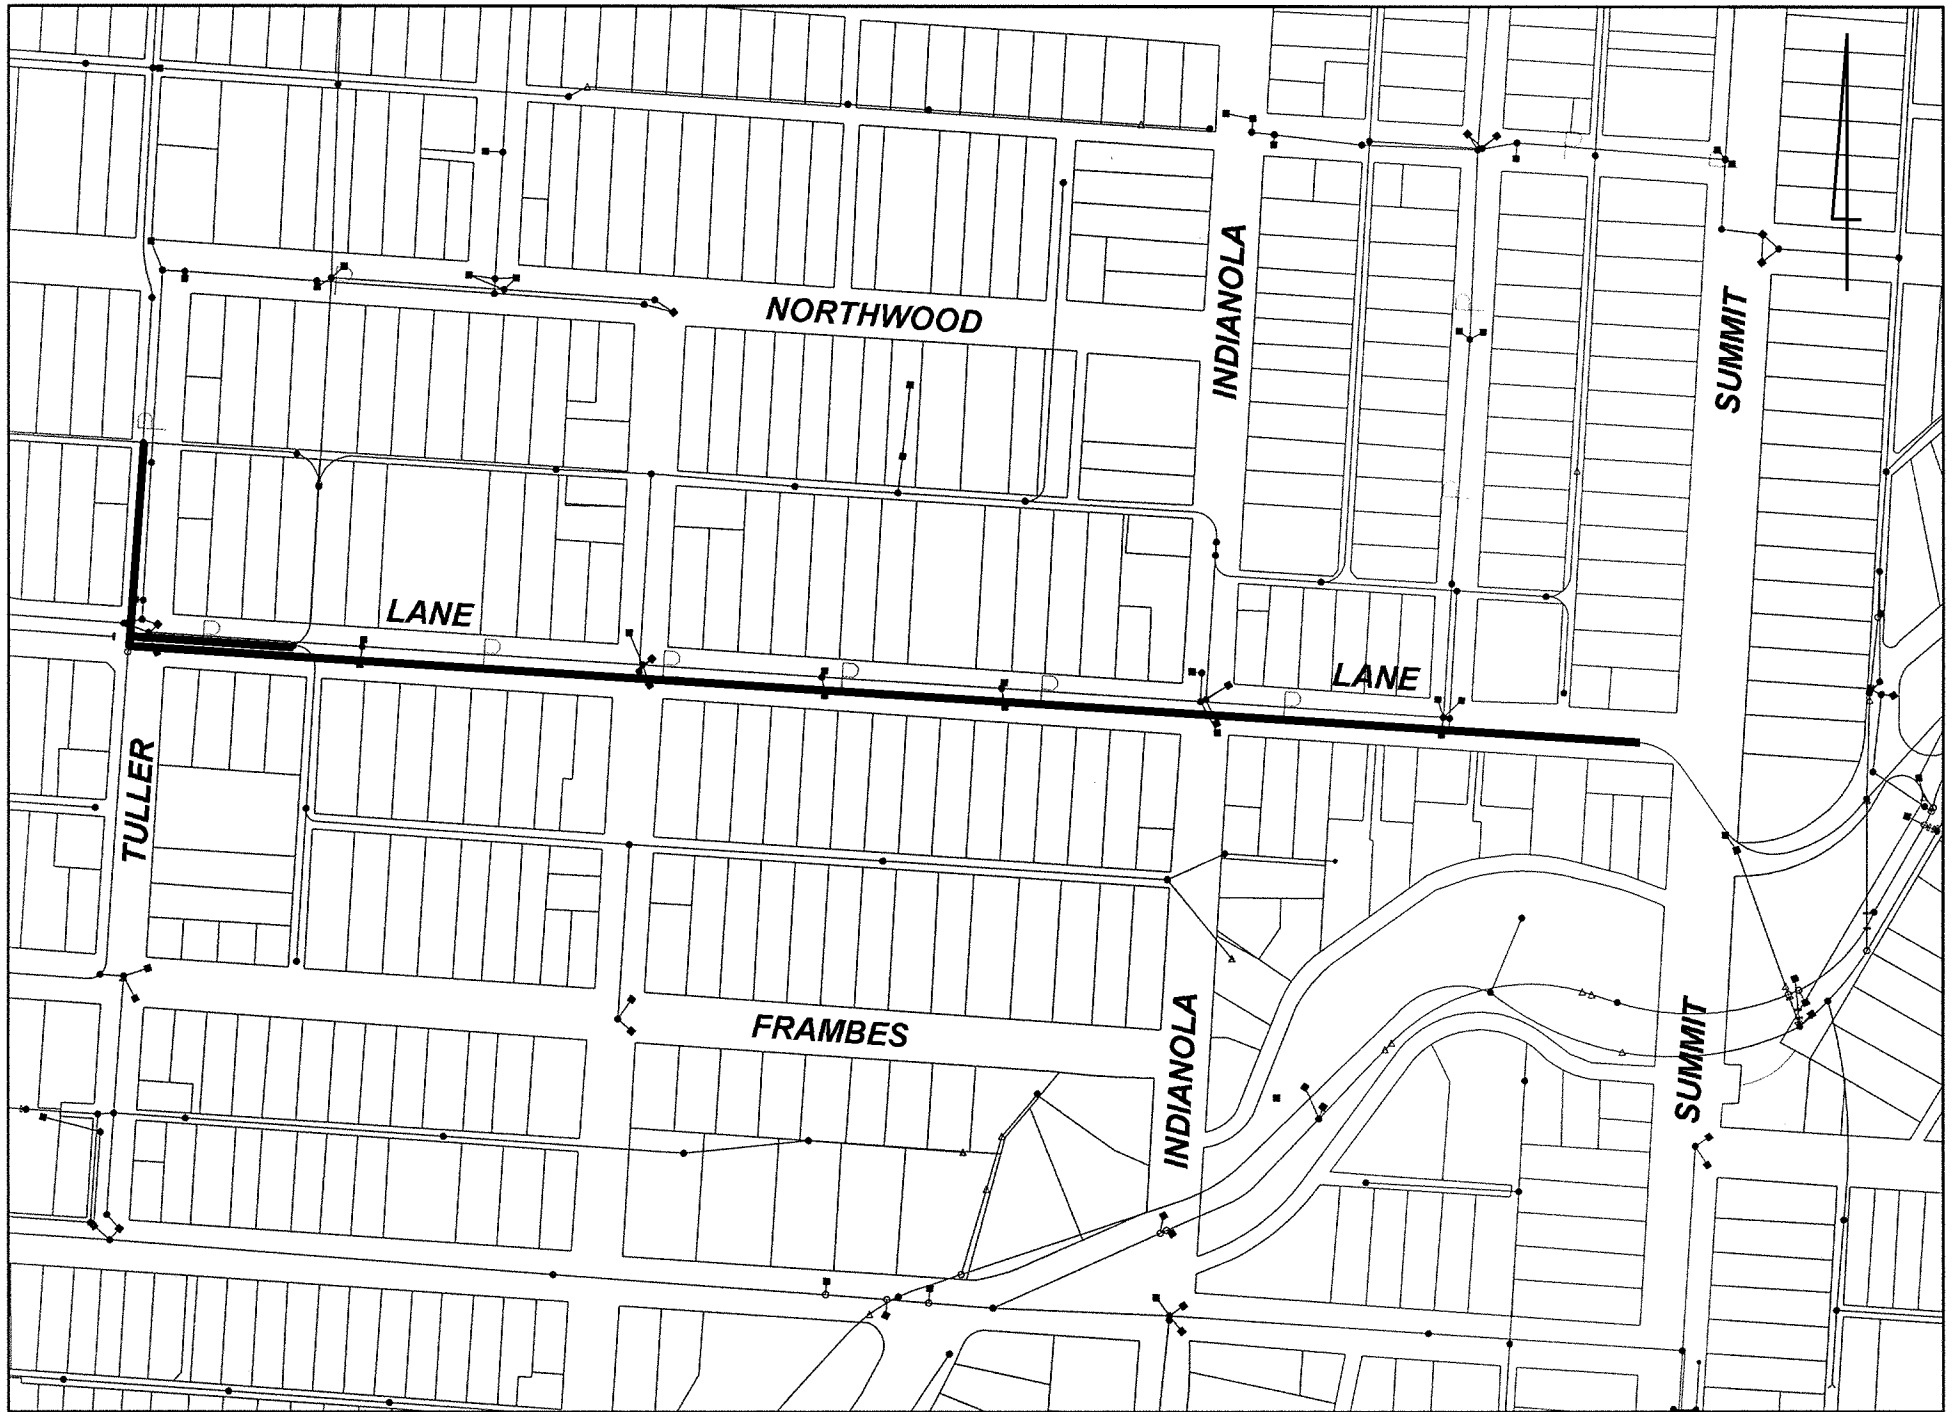 NORTHWOOD
INDIANOLA
SUMMIT
LANE
LANE
TULLER
FRAMBES
INDIANOLA
SUMMIT